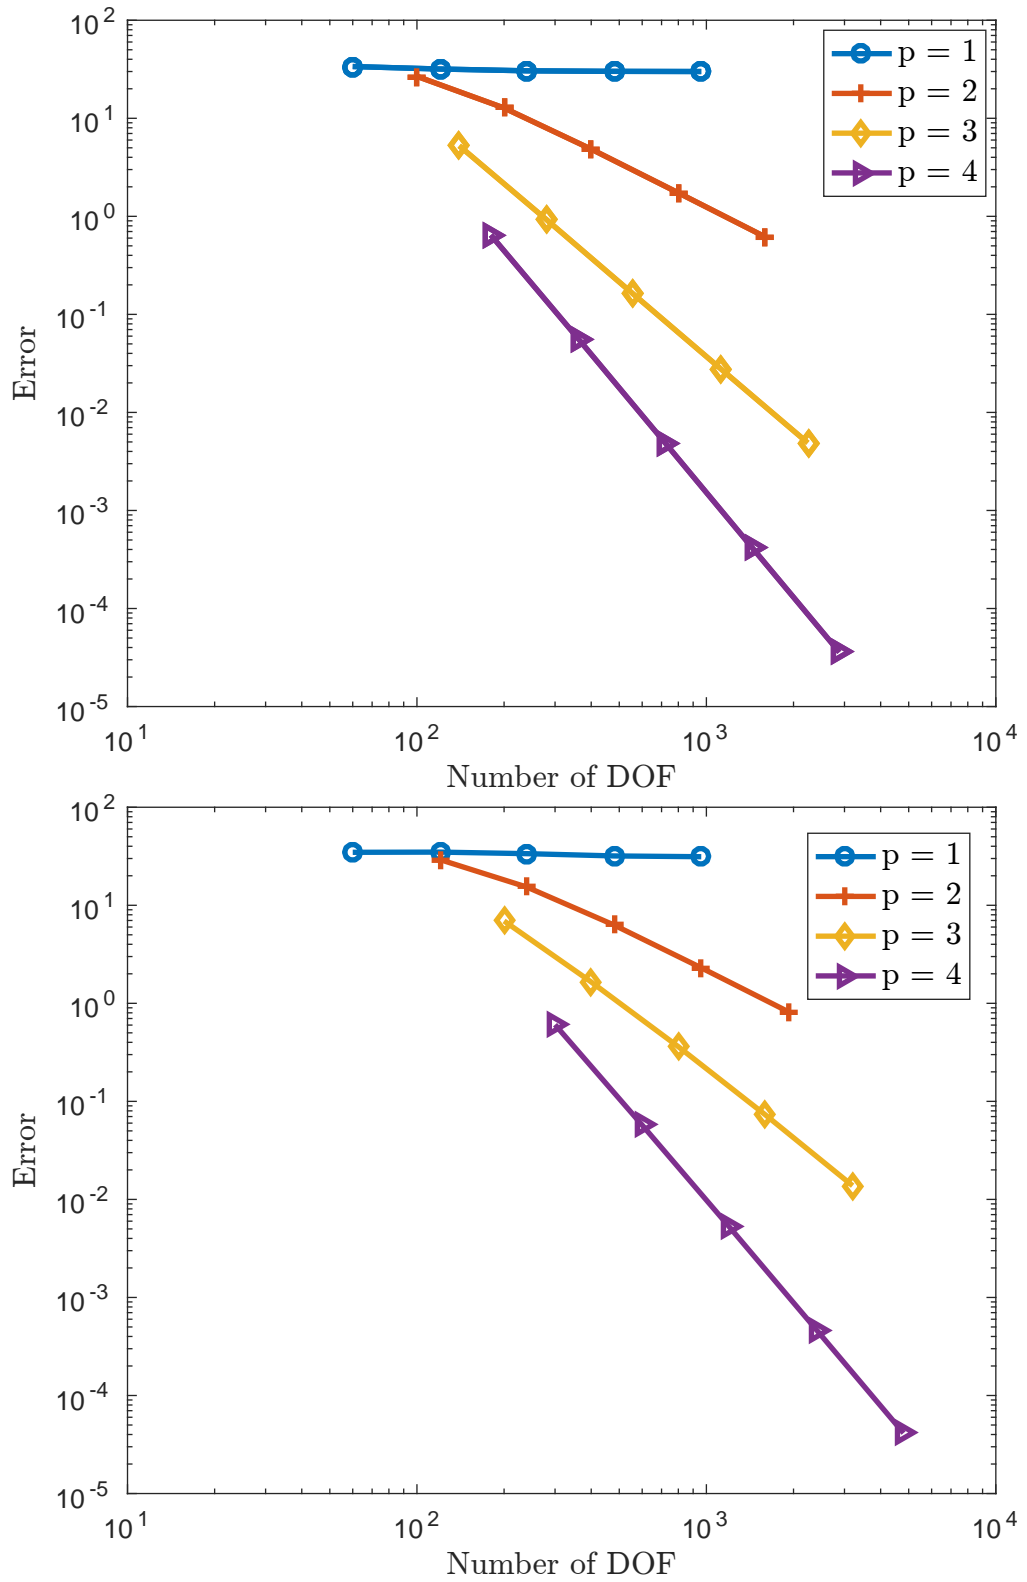 10^2
10^1
10^0
10^-1
10^-2
10^-3
10^-4
10^-5
Error
p = 1
p = 2
p = 3
p = 4
10^1 10^2 10^3 10^4
Number of DOF
10^2
10^1
10^0
10^-1
10^-2
10^-3
10^-4
10^-5
Error
p = 1
p = 2
p = 3
p = 4
10^1 10^2 10^3 10^4
Number of DOF